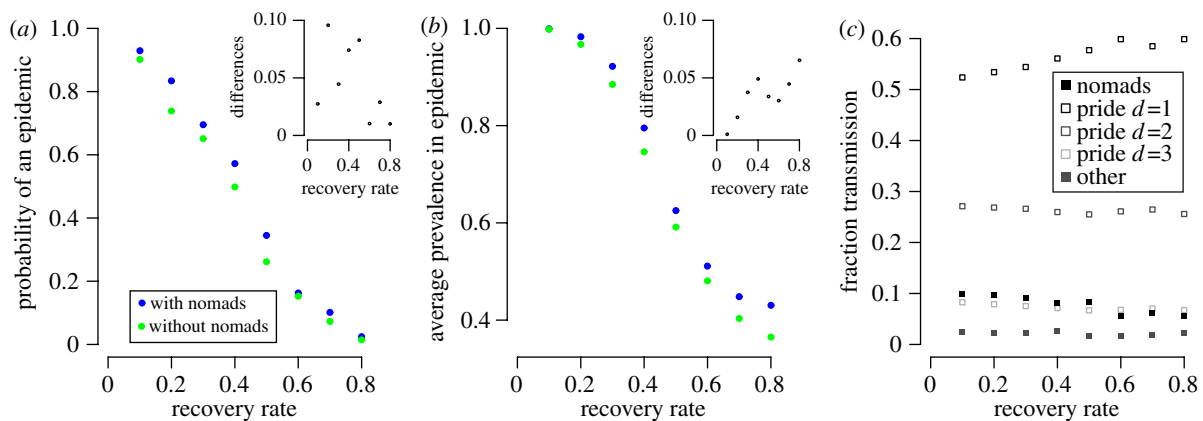 (a)
probability of an epidemic
1.0
0.8
0.6
0.4
0.2
0
0 0.2 0.4 0.6 0.8
recovery rate
with nomads
without nomads
differences
0.10
0.05
0
0 0.4 0.8
recovery rate
(b)
average prevalence in epidemic
1.0
0.8
0.6
0.4
0 0.2 0.4 0.6 0.8
recovery rate
differences
0.10
0.05
0
0 0.4 0.8
recovery rate
(c)
fraction transmission
0.6
0.5
0.4
0.3
0.2
0.1
0
0 0.2 0.4 0.6 0.8
recovery rate
nomads
pride d=1
pride d=2
pride d=3
other